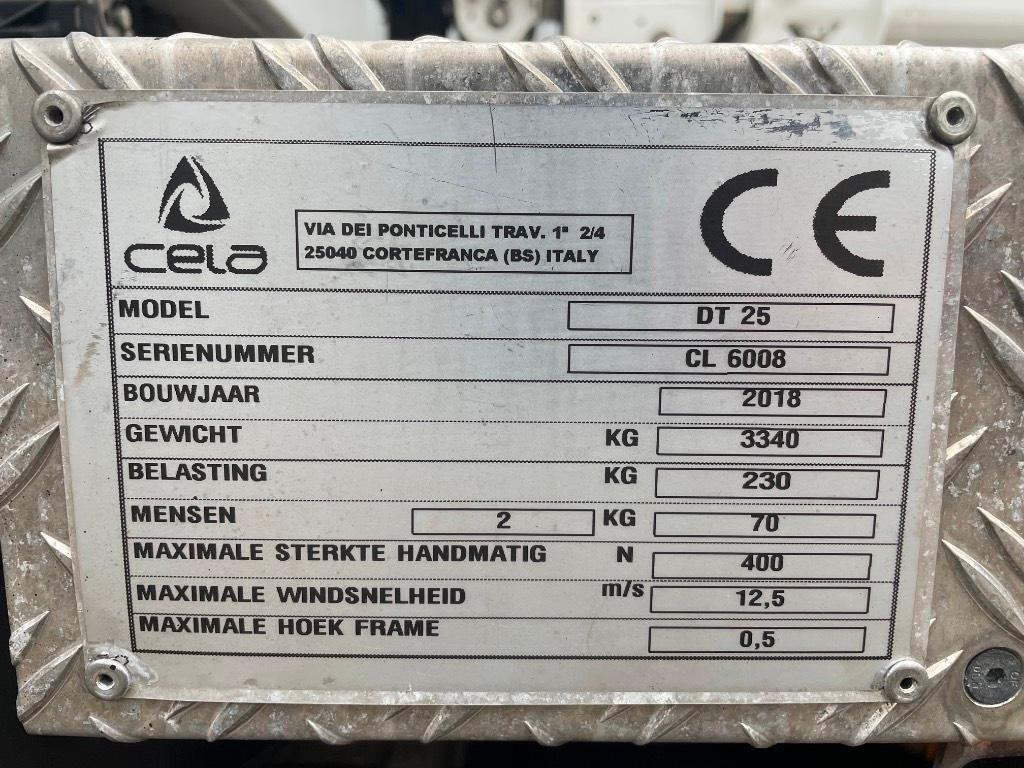 cela
VIA DEI PONTICELLI TRAV. 1ª 2/4
25040 CORTEFRANCA (BS) ITALY
CE
MODEL DT 25
SERIENUMMER CL 6008
BOUWJAAR 2018
GEWICHT KG 3340
BELASTING KG 230
MENSEN 2 KG 70
MAXIMALE STERKTE HANDMATIG N 400
MAXIMALE WINDSNELHEID m/s 12,5
MAXIMALE HOEK FRAME 0,5